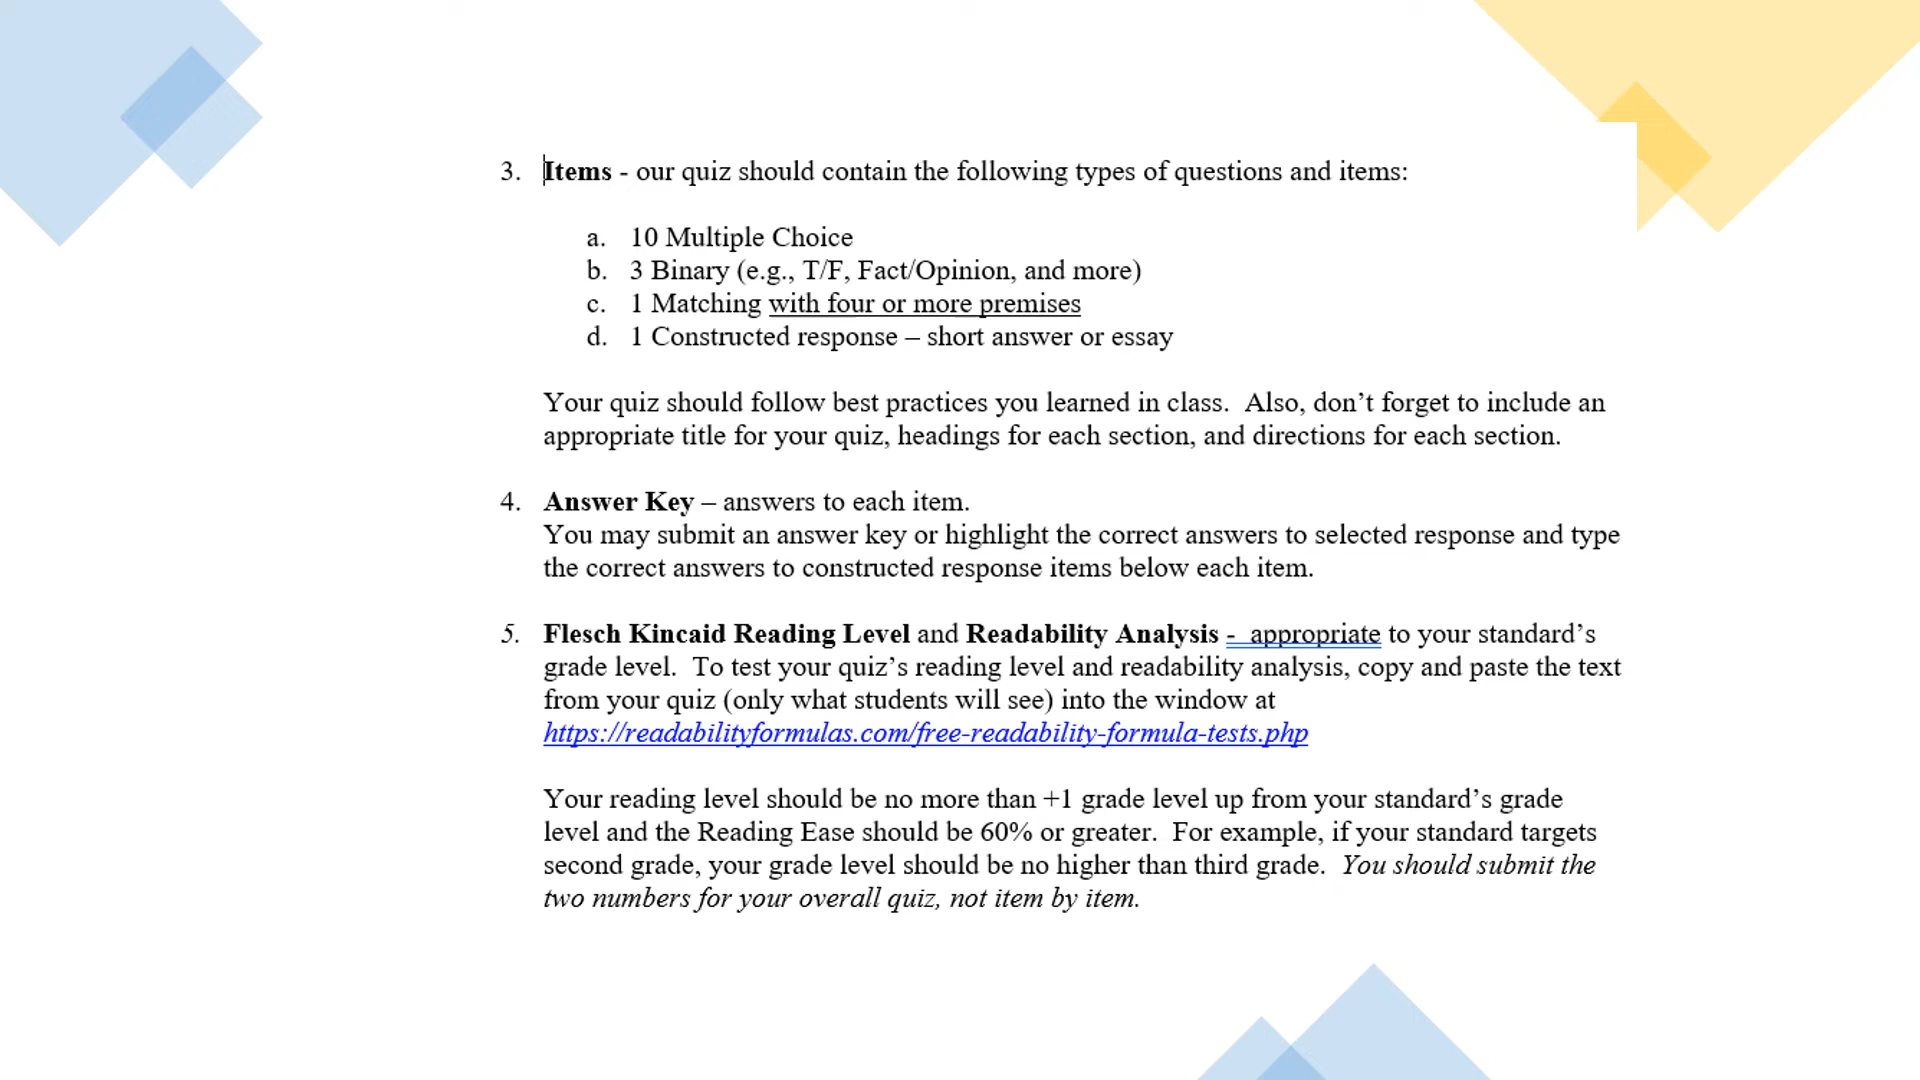 3. Items - our quiz should contain the following types of questions and items:
a. 10 Multiple Choice
b. 3 Binary (e.g., T/F, Fact/Opinion, and more)
c. 1 Matching with four or more premises
d. 1 Constructed response – short answer or essay
Your quiz should follow best practices you learned in class.  Also, don’t forget to include an
appropriate title for your quiz, headings for each section, and directions for each section.
4. Answer Key – answers to each item.
You may submit an answer key or highlight the correct answers to selected response and type
the correct answers to constructed response items below each item.
5. Flesch Kincaid Reading Level and Readability Analysis -  appropriate to your standard’s
grade level.  To test your quiz’s reading level and readability analysis, copy and paste the text
from your quiz (only what students will see) into the window at
https://readabilityformulas.com/free-readability-formula-tests.php
Your reading level should be no more than +1 grade level up from your standard’s grade
level and the Reading Ease should be 60% or greater.  For example, if your standard targets
second grade, your grade level should be no higher than third grade.  You should submit the
two numbers for your overall quiz, not item by item.